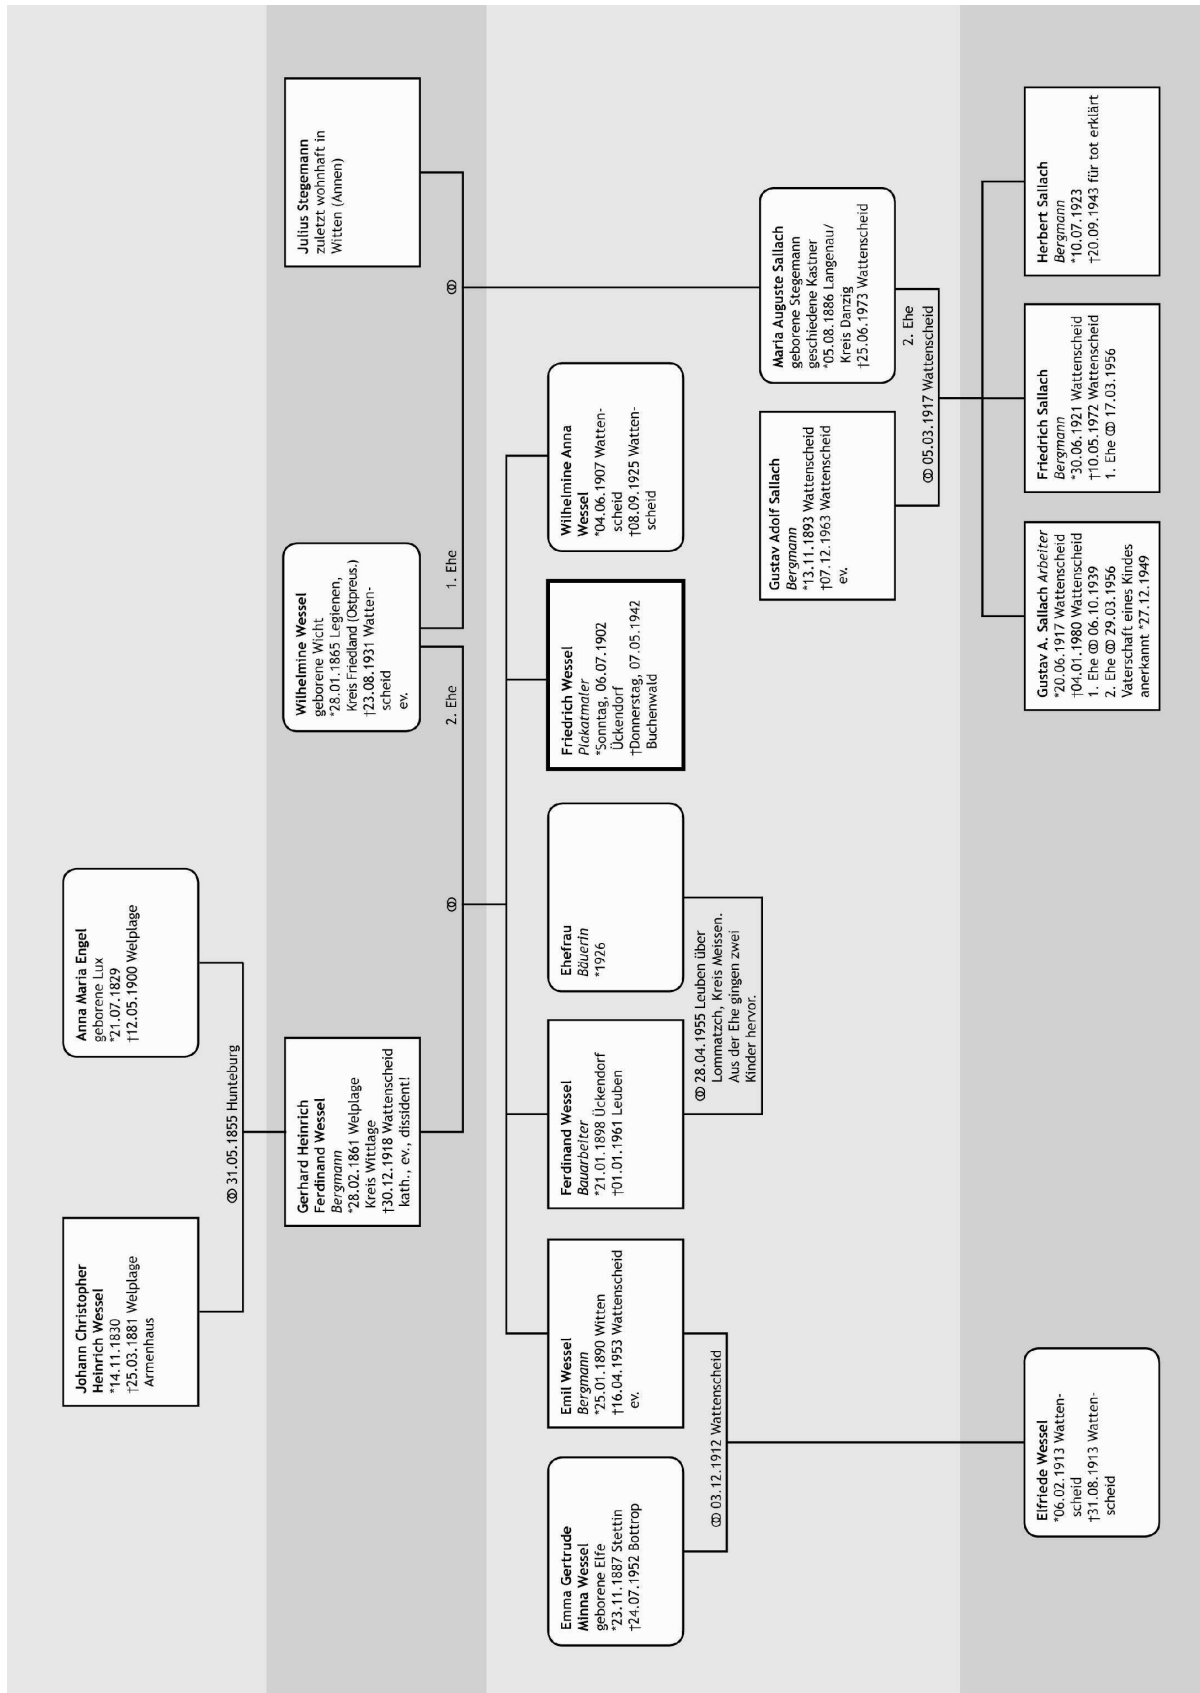 Johann Christopher
Heinrich Wessel
*14.11.1830
†25.03.1881 Welplage
Armenhaus
Anna Maria Engel
geborene Lux
*21.07.1829
†12.05.1900 Welplage
⚭ 31.05.1855 Hunteburg
Gerhard Heinrich
Ferdinand Wessel
Bergmann
*28.02.1861 Welplage
Kreis Wittlage
†30.12.1918 Wattenscheid
kath., ev., dissident!
Wilhelmine Wessel
geborene Wicht
*28.01.1865 Legienen,
Kreis Friedland (Ostpreus.)
†23.08.1931 Watten-
scheid
ev.
Julius Stegemann
zuletzt wohnhaft in
Witten (Annen)
⚭
2. Ehe
1. Ehe
⚭
Emma Gertrude
Minna Wessel
geborene Elfe
*23.11.1887 Stettin
†24.07.1952 Bottrop
Emil Wessel
Bergmann
*25.01.1890 Witten
†16.04.1953 Wattenscheid
ev.
Ferdinand Wessel
Bauarbeiter
*21.01.1898 Ückendorf
†01.01.1961 Leuben
Ehefrau
Bäuerin
*1926
Friedrich Wessel
Plakatmaler
*Sonntag, 06.07.1902
Ückendorf
†Donnerstag, 07.05.1942
Buchenwald
Wilhelmine Anna
Wessel
*04.06.1907 Watten-
scheid
†08.09.1925 Watten-
scheid
⚭ 03.12.1912 Wattenscheid
⚭ 28.04.1955 Leuben über
Lommatzch, Kreis Meissen.
Aus der Ehe gingen zwei
Kinder hervor.
Gustav Adolf Sallach
Bergmann
*13.11.1893 Wattenscheid
†07.12.1963 Wattenscheid
ev.
Maria Auguste Sallach
geborene Stegemann
geschiedene Kastner
*05.08.1886 Langenau/
Kreis Danzig
†25.06.1973 Wattenscheid
2. Ehe
⚭ 05.03.1917 Wattenscheid
Elfriede Wessel
*06.02.1913 Watten-
scheid
†31.08.1913 Watten-
scheid
Gustav A. Sallach Arbeiter
*20.06.1917 Wattenscheid
†04.01.1980 Wattenscheid
1. Ehe ⚭ 06.10.1939
2. Ehe ⚭ 29.03.1956
Vaterschaft eines Kindes
anerkannt *27.12.1949
Friedrich Sallach
Bergmann
*30.06.1921 Wattenscheid
†10.05.1972 Wattenscheid
1. Ehe ⚭ 17.03.1956
Herbert Sallach
Bergmann
*10.07.1923
†20.09.1943 für tot erklärt